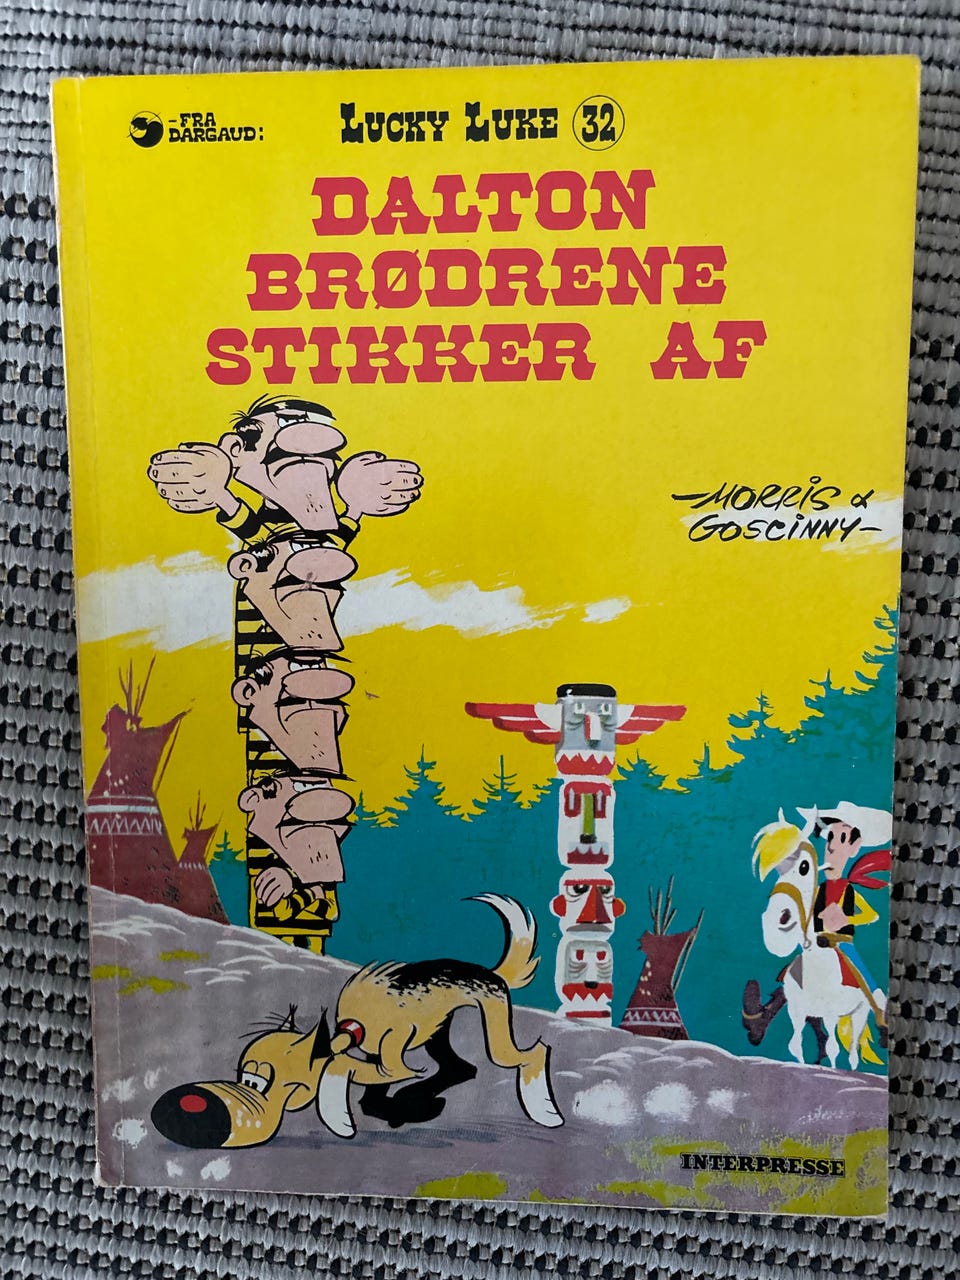 -FRA
DARGAUD:
LUCKY LUKE 32
DALTON
BRØDRENE
STIKKER AF
-MORRIS &
GOSCINNY-
INTERPRESSE